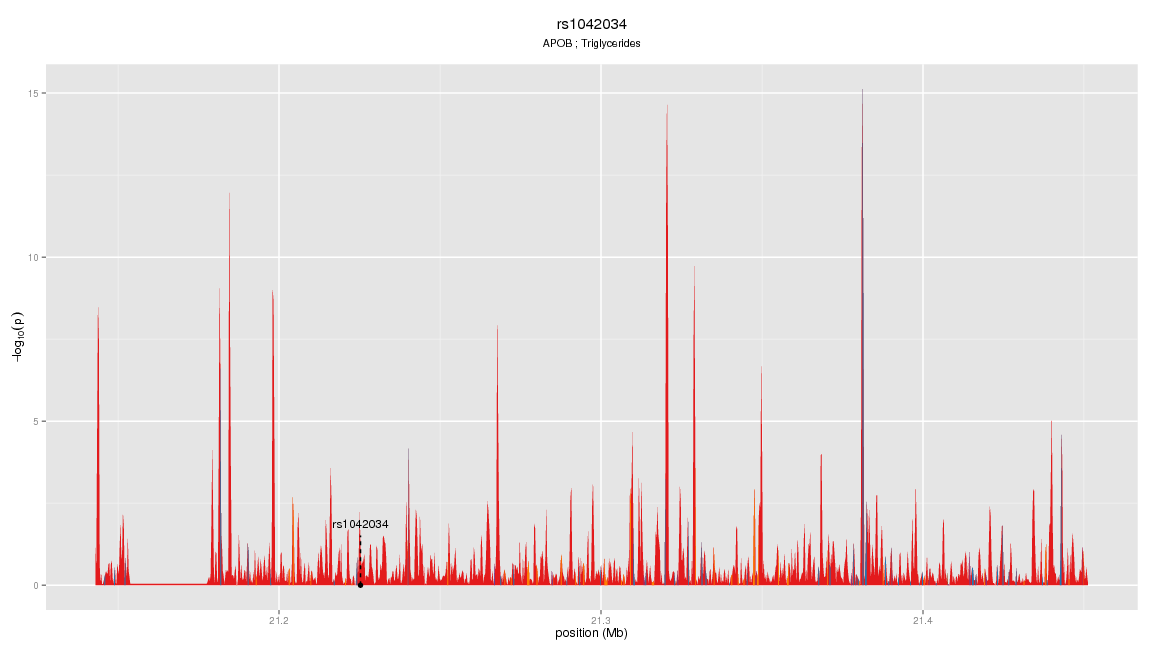 rs1042034
APOB ; Triglycerides
15
10
5
0
−log10(p)
rs1042034
21.2
21.3
21.4
position (Mb)